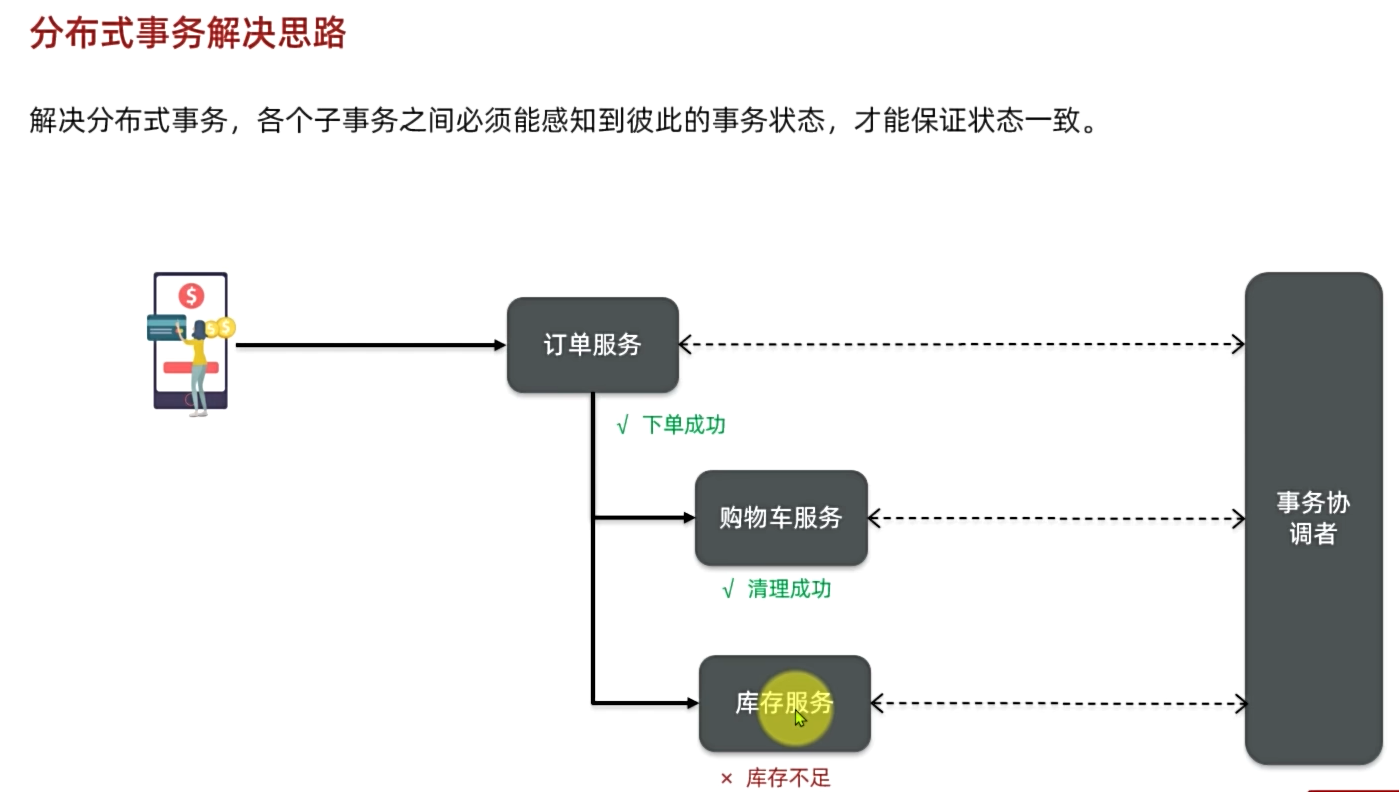 分布式事务解决思路
解决分布式事务，各个子事务之间必须能感知到彼此的事务状态，才能保证状态一致。
$
$
$
订单服务
√ 下单成功
购物车服务
√ 清理成功
库存服务
× 库存不足
事务协
调者